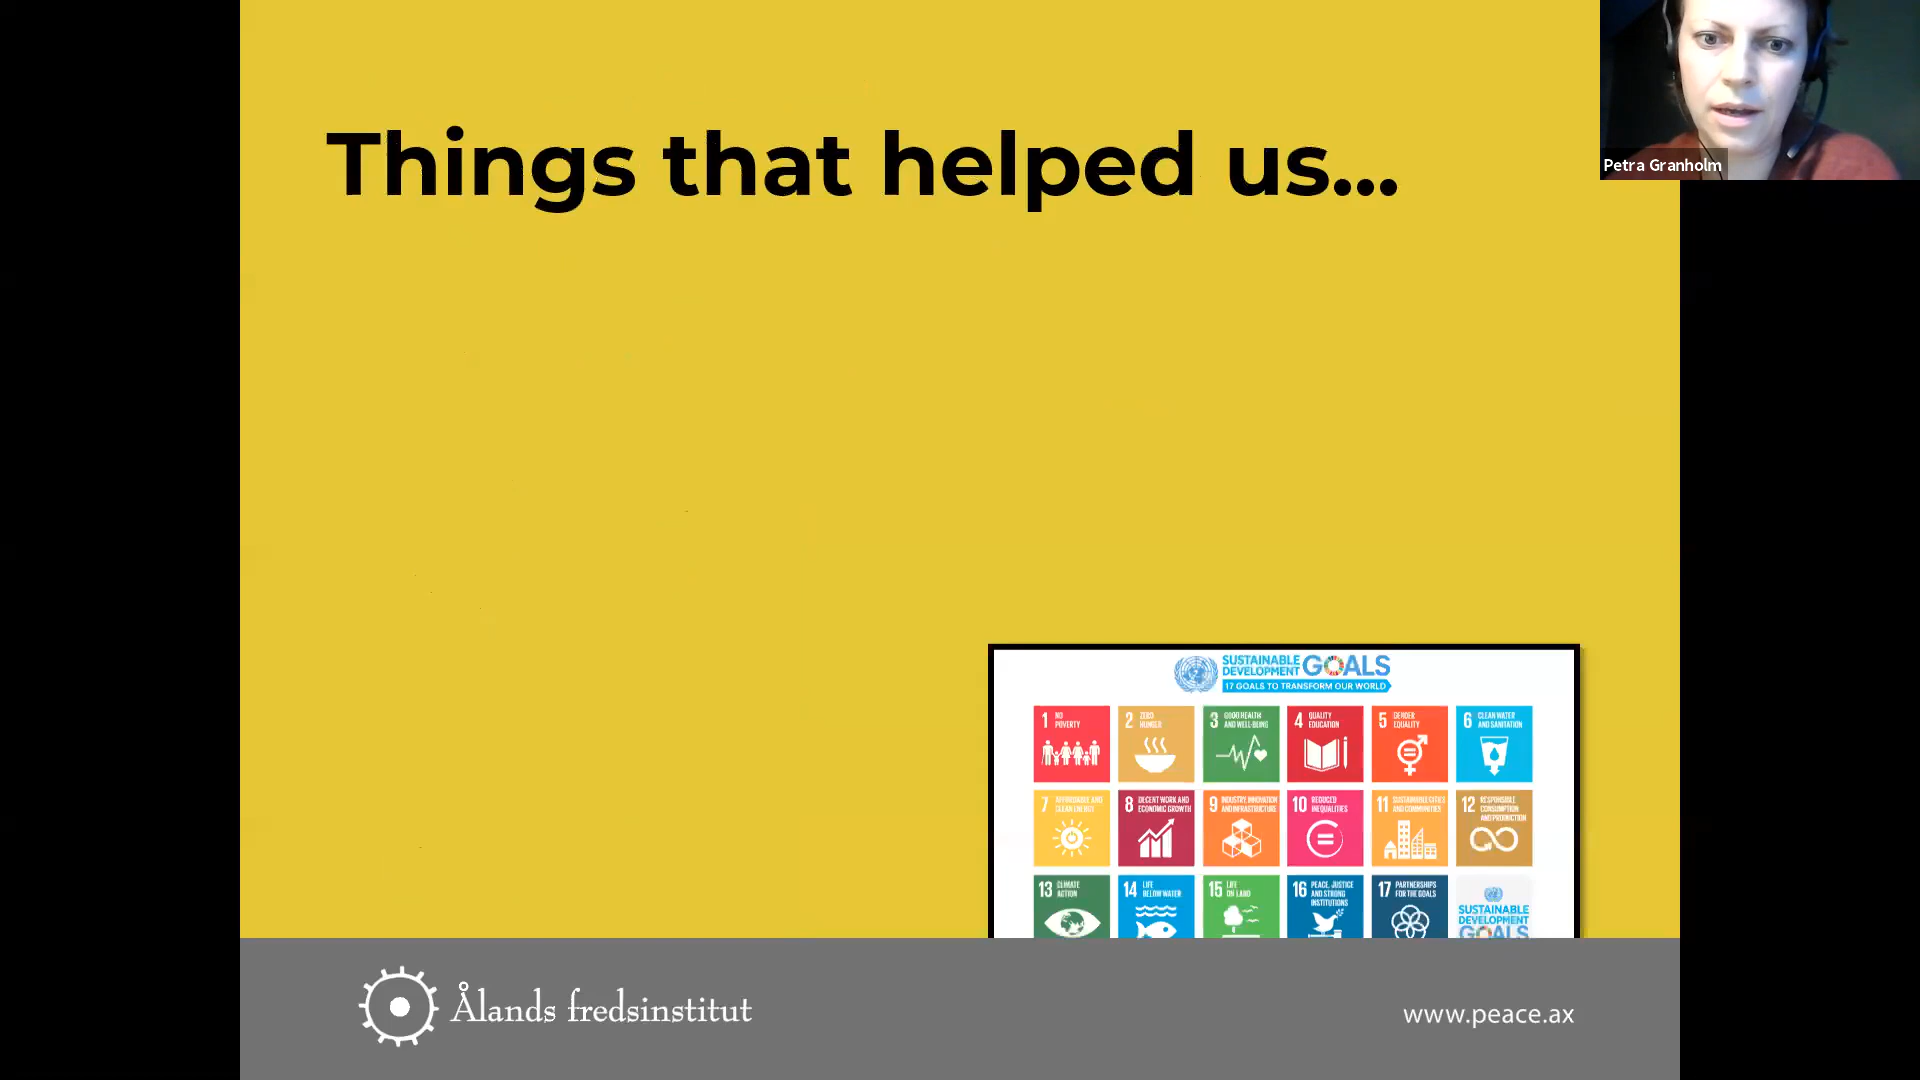 Things that helped us...
Petra Granholm
SUSTAINABLE
DEVELOPMENT GOALS
17 GOALS TO TRANSFORM OUR WORLD
1 NO
POVERTY
2 ZERO
HUNGER
3 GOOD HEALTH
AND WELL-BEING
4 QUALITY
EDUCATION
5 GENDER
EQUALITY
6 CLEAN WATER
AND SANITATION
7 AFFORDABLE AND
CLEAN ENERGY
8 DECENT WORK AND
ECONOMIC GROWTH
9 INDUSTRY, INNOVATION
AND INFRASTRUCTURE
10 REDUCED
INEQUALITIES
11 SUSTAINABLE CITIES
AND COMMUNITIES
12 RESPONSIBLE
CONSUMPTION
AND PRODUCTION
13 CLIMATE
ACTION
14 LIFE
BELOW WATER
15 LIFE
ON LAND
16 PEACE, JUSTICE
AND STRONG
INSTITUTIONS
17 PARTNERSHIPS
FOR THE GOALS
SUSTAINABLE
DEVELOPMENT
GOALS
Ålands fredsinstitut
www.peace.ax